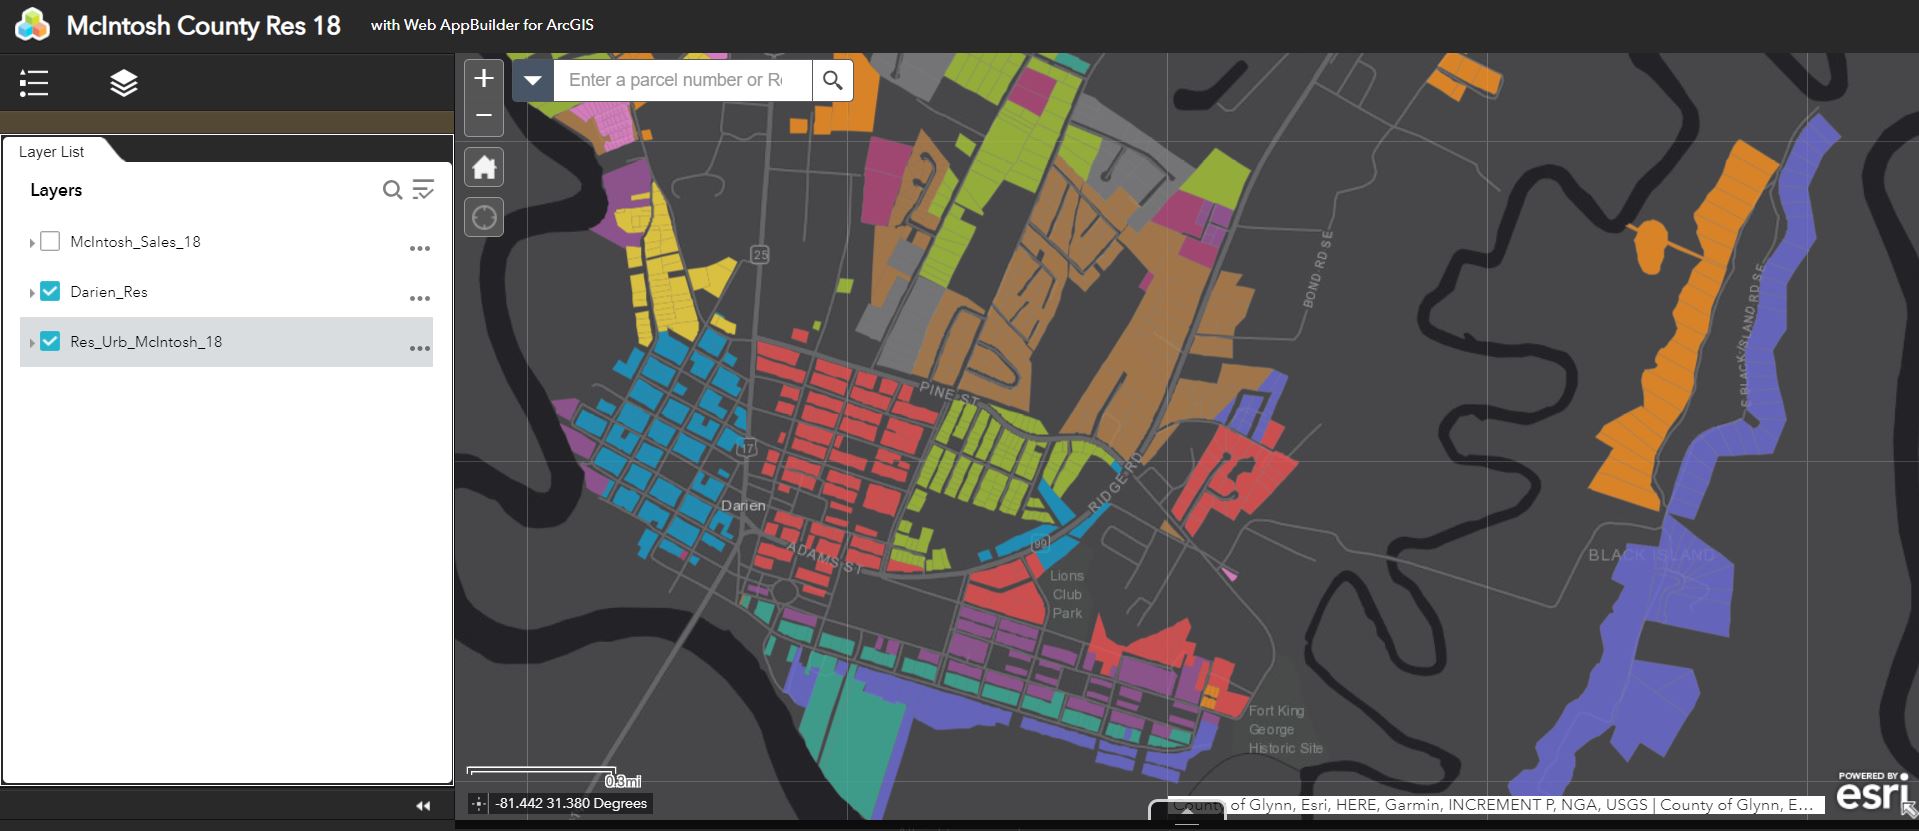 McIntosh County Res 18 with Web AppBuilder for ArcGIS
Enter a parcel number or R
Layer List
Layers
McIntosh_Sales_18
Darien_Res
Res_Urb_McIntosh_18
25
BOND RD SE
S BLACK ISLAND RD SE
PINE ST
17
RIDGE RD
Darien
99
ADAMS ST
BLACK ISLAND
Lions
Club
Park
Fort King
George
Historic Site
0.3mi
-81.442 31.380 Degrees
County of Glynn, Esri, HERE, Garmin, INCREMENT P, NGA, USGS | County of Glynn, E...
POWERED BY
esri